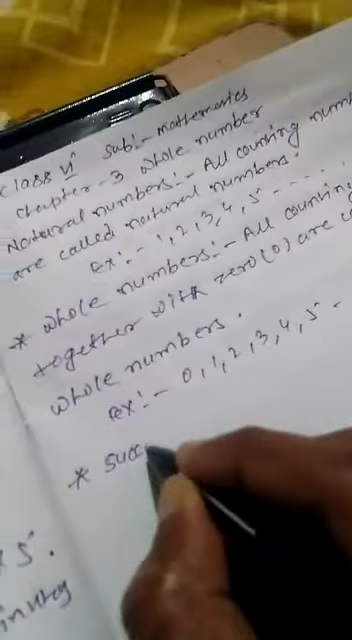 Class VI Sub:- Mathematics
Chapter-3 whole number
Natural numbers:- All counting num
are called natural numbers.
Ex:- 1, 2, 3, 4, 5 - - - - -
* Whole numbers:- All counting
together with zero(0) are
whole numbers.
Ex:- 0, 1, 2, 3, 4, 5 -
* Succ
5.